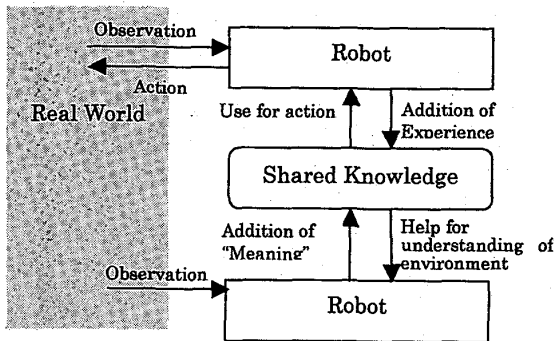 Observation
Robot
Action
Real World
Use for action
Addition of
Experience
Shared Knowledge
Addition of
"Meaning"
Help for
understanding of
environment
Observation
Robot